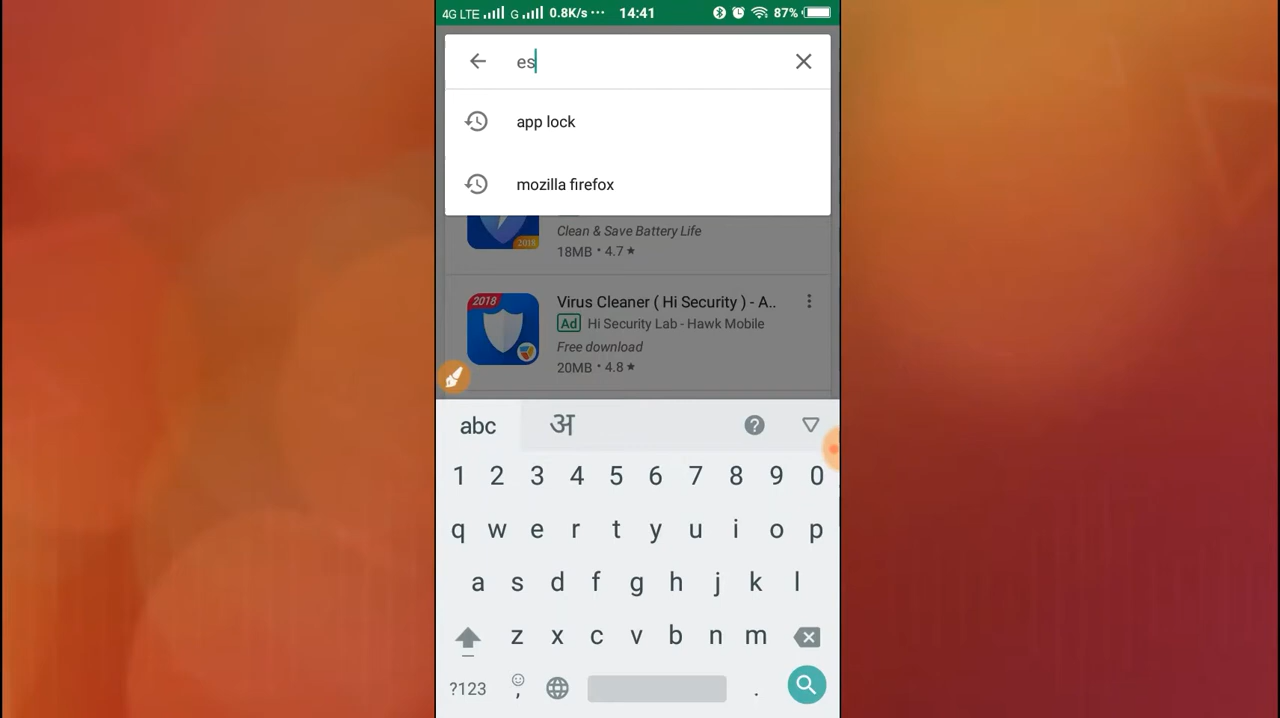 4G LTE G 0.8K/s ··· 14:41 87%
es
app lock
mozilla firefox
2018
Clean & Save Battery Life
18MB · 4.7 ★
2018
Virus Cleaner ( Hi Security ) - A..
Ad Hi Security Lab - Hawk Mobile
Free download
20MB · 4.8 ★
abc अ ?
1 2 3 4 5 6 7 8 9 0
q w e r t y u i o p
a s d f g h j k l
z x c v b n m
?123 , .